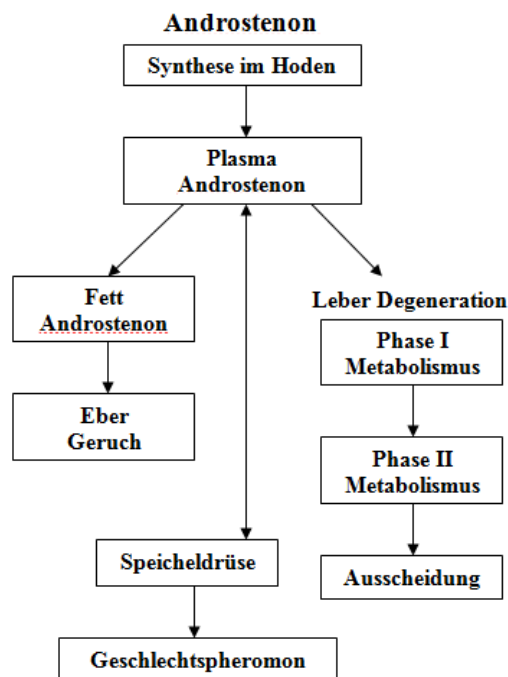 Androstenon
Synthese im Hoden
Plasma
Androstenon
Fett
Androstenon
Eber
Geruch
Leber Degeneration
Phase I
Metabolismus
Phase II
Metabolismus
Ausscheidung
Speicheldrüse
Geschlechtspheromon